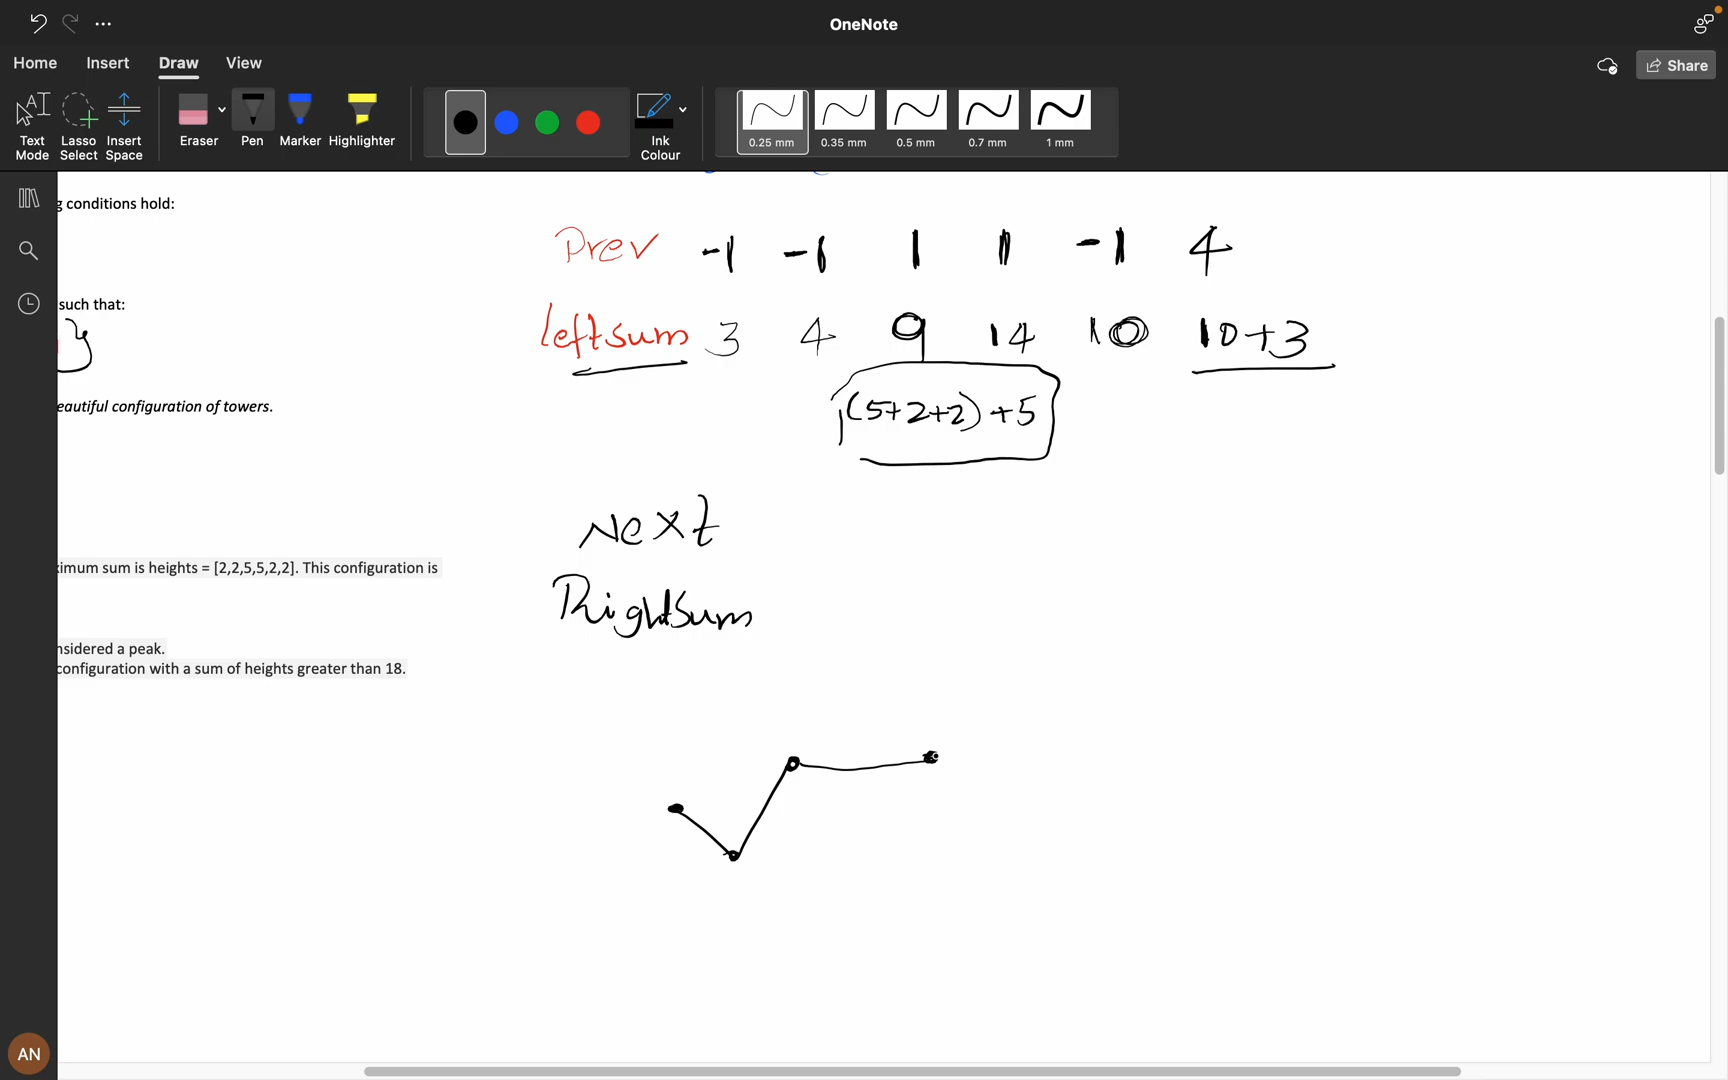 OneNote
Home Insert Draw View
Share
Text Mode
Lasso Select
Insert Space
Eraser
Pen
Marker
Highlighter
Ink Colour
0.25 mm
0.35 mm
0.5 mm
0.7 mm
1 mm
g conditions hold:
such that:
eautiful configuration of towers.
ximum sum is heights = [2,2,5,5,2,2]. This configuration is
nsidered a peak.
configuration with a sum of heights greater than 18.
Prev -1 -1 1 1 -1 4
leftsum 3 4 9 14 10 10+3
(5+2+2)+5
Next
Rightsum
AN